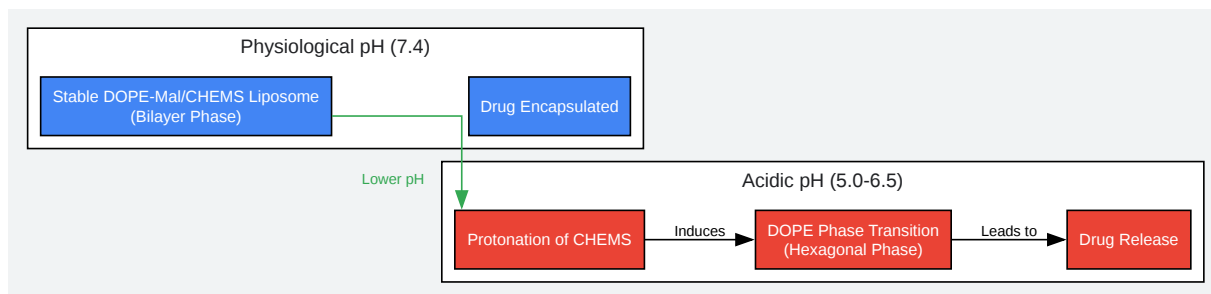 Physiological pH (7.4)
Stable DOPE-Mal/CHEMS Liposome
(Bilayer Phase)
Drug Encapsulated
Lower pH
Acidic pH (5.0-6.5)
Protonation of CHEMS
Induces
DOPE Phase Transition
(Hexagonal Phase)
Leads to
Drug Release